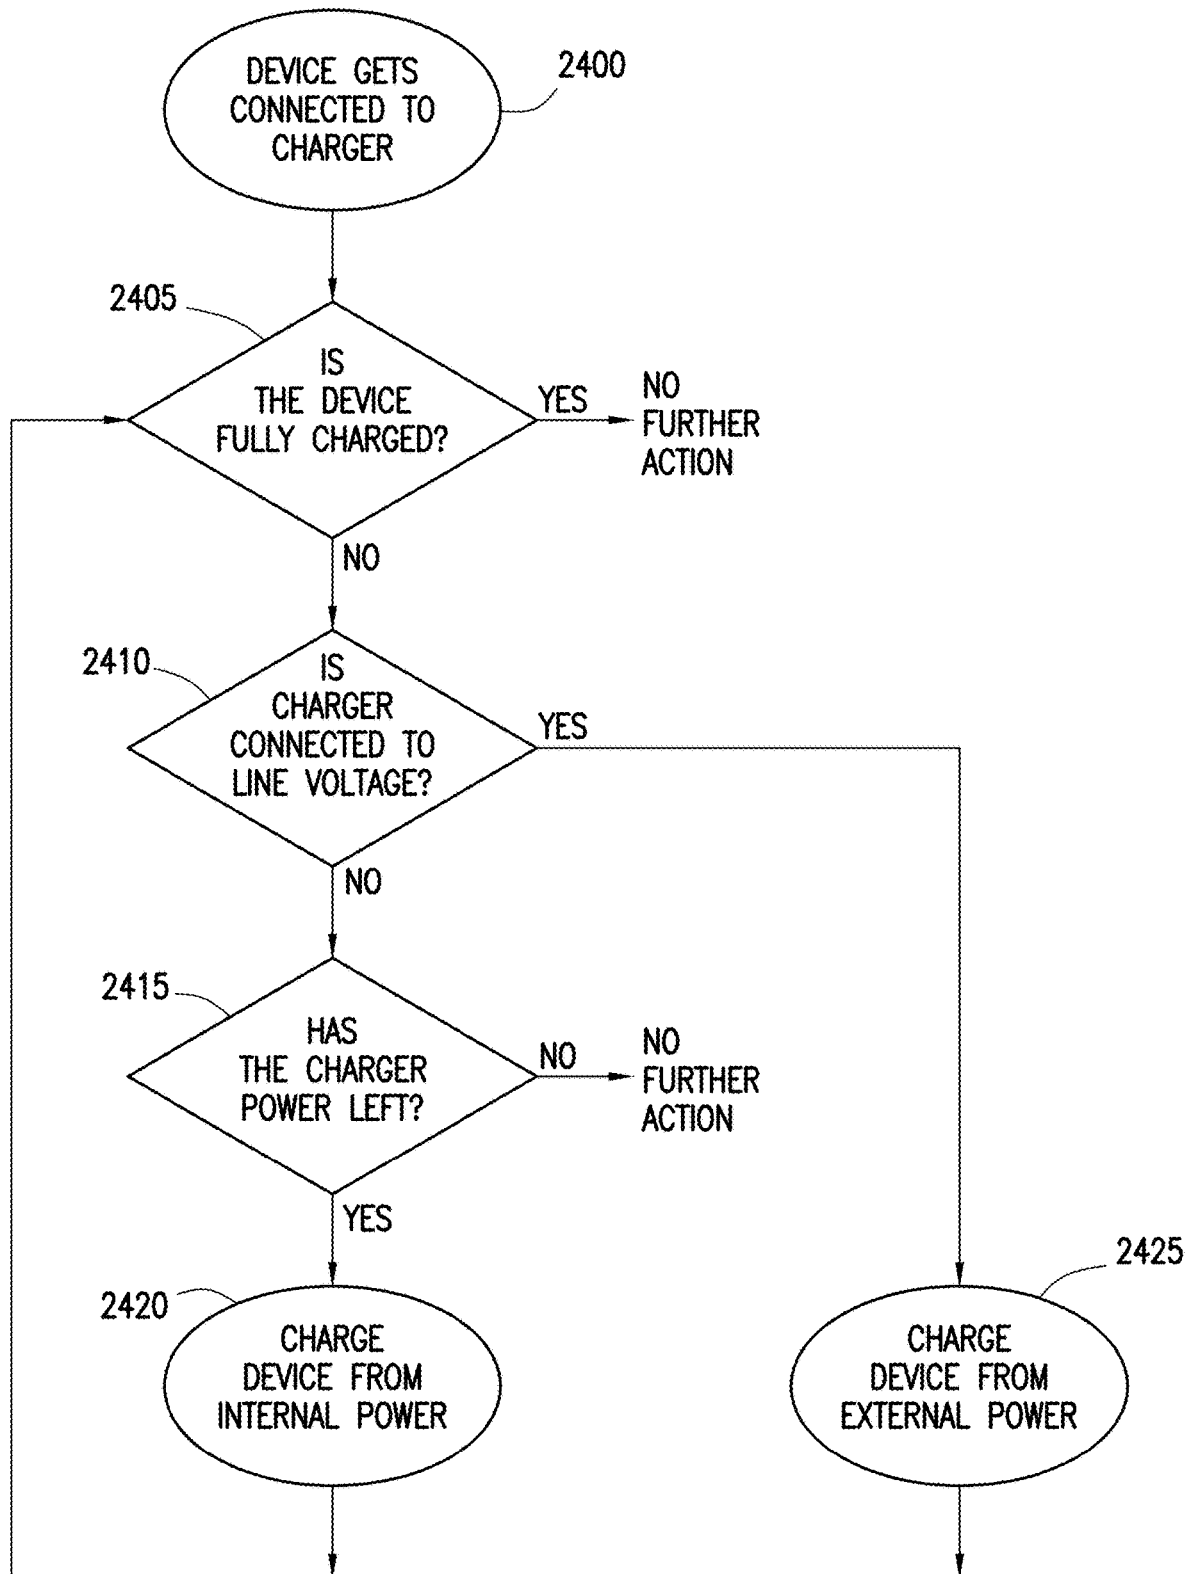 DEVICE GETS
CONNECTED TO
CHARGER
2400
2405
IS
THE DEVICE
FULLY CHARGED?
YES
NO
FURTHER
ACTION
NO
2410
IS
CHARGER
CONNECTED TO
LINE VOLTAGE?
YES
NO
2415
HAS
THE CHARGER
POWER LEFT?
NO
NO
FURTHER
ACTION
YES
2420
CHARGE
DEVICE FROM
INTERNAL POWER
2425
CHARGE
DEVICE FROM
EXTERNAL POWER